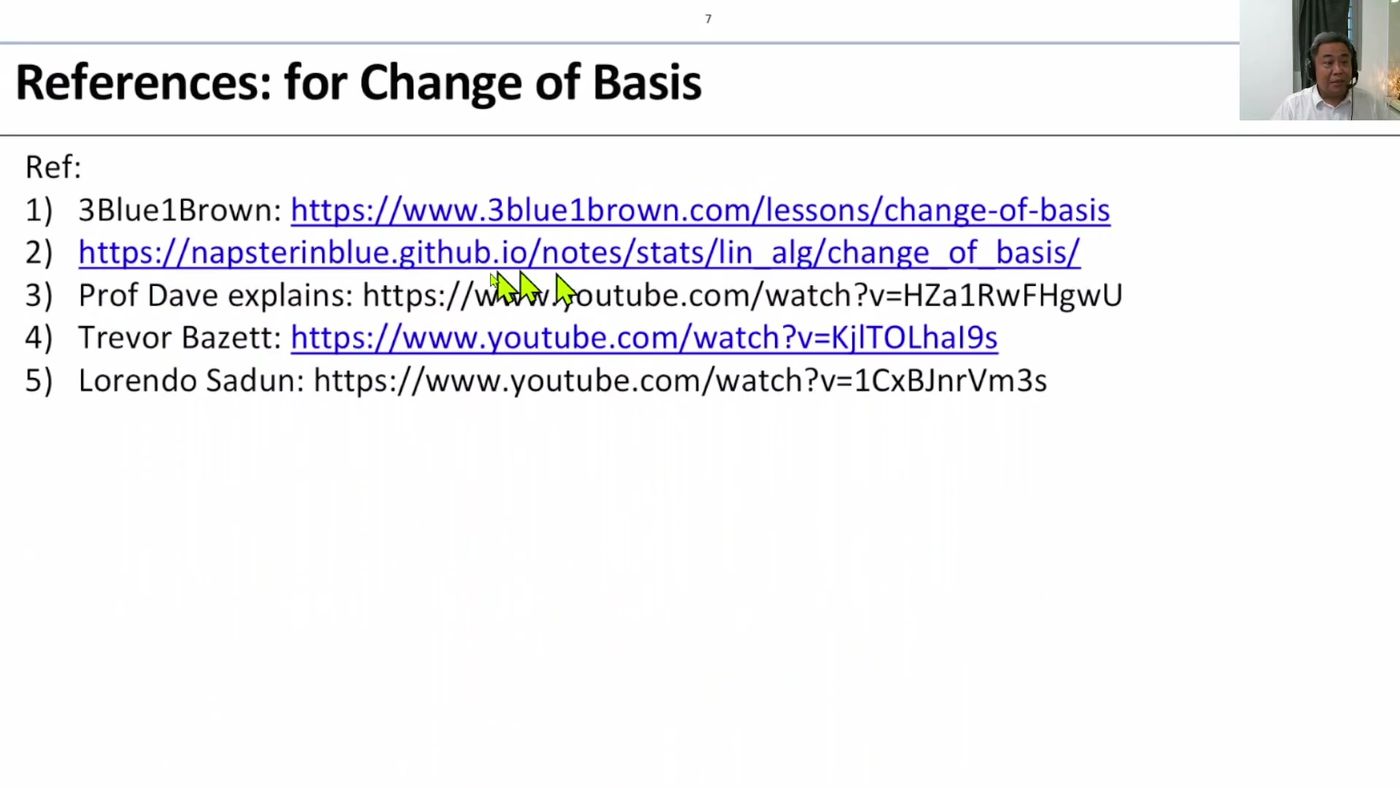 7
References: for Change of Basis
Ref:
1) 3Blue1Brown: https://www.3blue1brown.com/lessons/change-of-basis
2) https://napsterinblue.github.io/notes/stats/lin_alg/change_of_basis/
3) Prof Dave explains: https://www.youtube.com/watch?v=HZa1RwFHgwU
4) Trevor Bazett: https://www.youtube.com/watch?v=KjlTOLhaI9s
5) Lorendo Sadun: https://www.youtube.com/watch?v=1CxBJnrVm3s